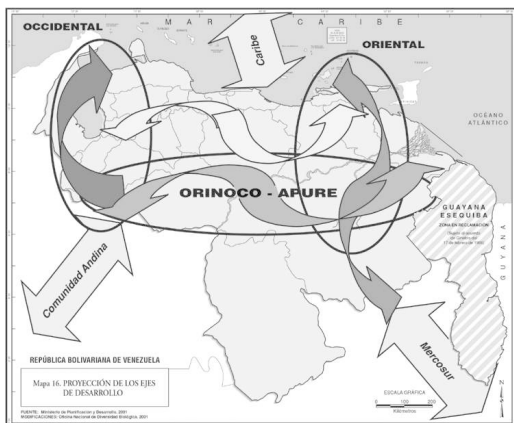 MAR CARIBE
OCCIDENTAL
ORIENTAL
Caribe
OCÉANO
ATLÁNTICO
ORINOCO - APURE
GUAYANA
ESEQUIBA
ZONA EN RECLAMACIÓN
GUYANA
Comunidad Andina
Mercosur
REPÚBLICA BOLIVARIANA DE VENEZUELA
Mapa 16. PROYECCIÓN DE LOS EJES
DE DESARROLLO
ESCALA GRÁFICA
0 100 200
Kilómetros
N
FUENTE: Ministerio de Planificación y Desarrollo, 2001
MODIFICACIONES: Oficina Nacional de Diversidad Biológica, 2001